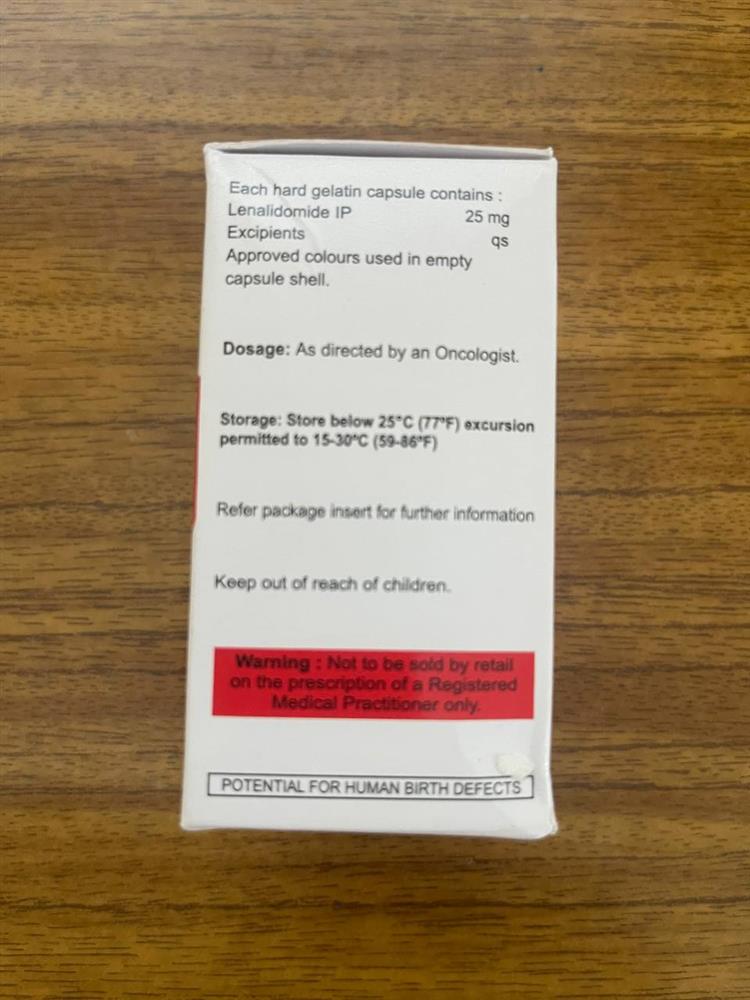 Each hard gelatin capsule contains :
Lenalidomide IP 25 mg
Excipients qs
Approved colours used in empty
capsule shell.
Dosage: As directed by an Oncologist.
Storage: Store below 25°C (77°F) excursion
permitted to 15-30°C (59-86°F)
Refer package insert for further information
Keep out of reach of children.
Warning : Not to be sold by retail
on the prescription of a Registered
Medical Practitioner only.
POTENTIAL FOR HUMAN BIRTH DEFECTS